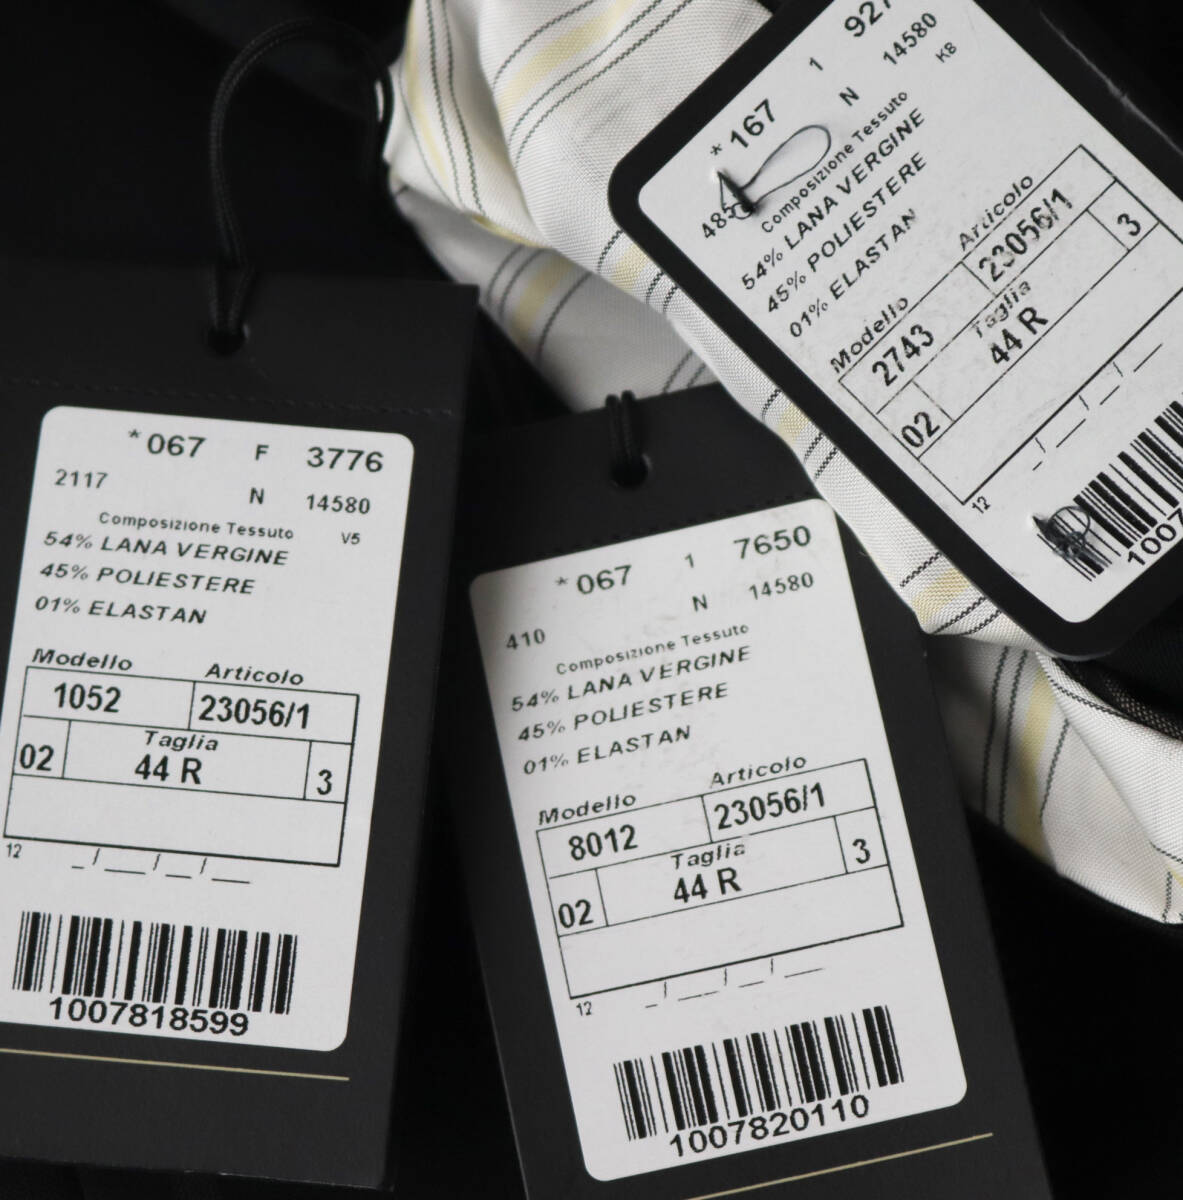 *067 F 3776
2117 N 14580
Composizione Tessuto V5
54% LANA VERGINE
45% POLIESTERE
01% ELASTAN
Modello Articolo
1052 23056/1
Taglia
02 44 R 3
12
1007818599
*067 1 7650
410 N 14580
Composizione Tessuto
54% LANA VERGINE
45% POLIESTERE
01% ELASTAN
Modello Articolo
8012 23056/1
Taglia
02 44 R 3
12
1007820110
*167 1
N 14580
Composizione Tessuto K8
54% LANA VERGINE
45% POLIESTERE
01% ELASTAN
Modello Articolo
2743 23056/1
Taglia
02 44 R 3
12